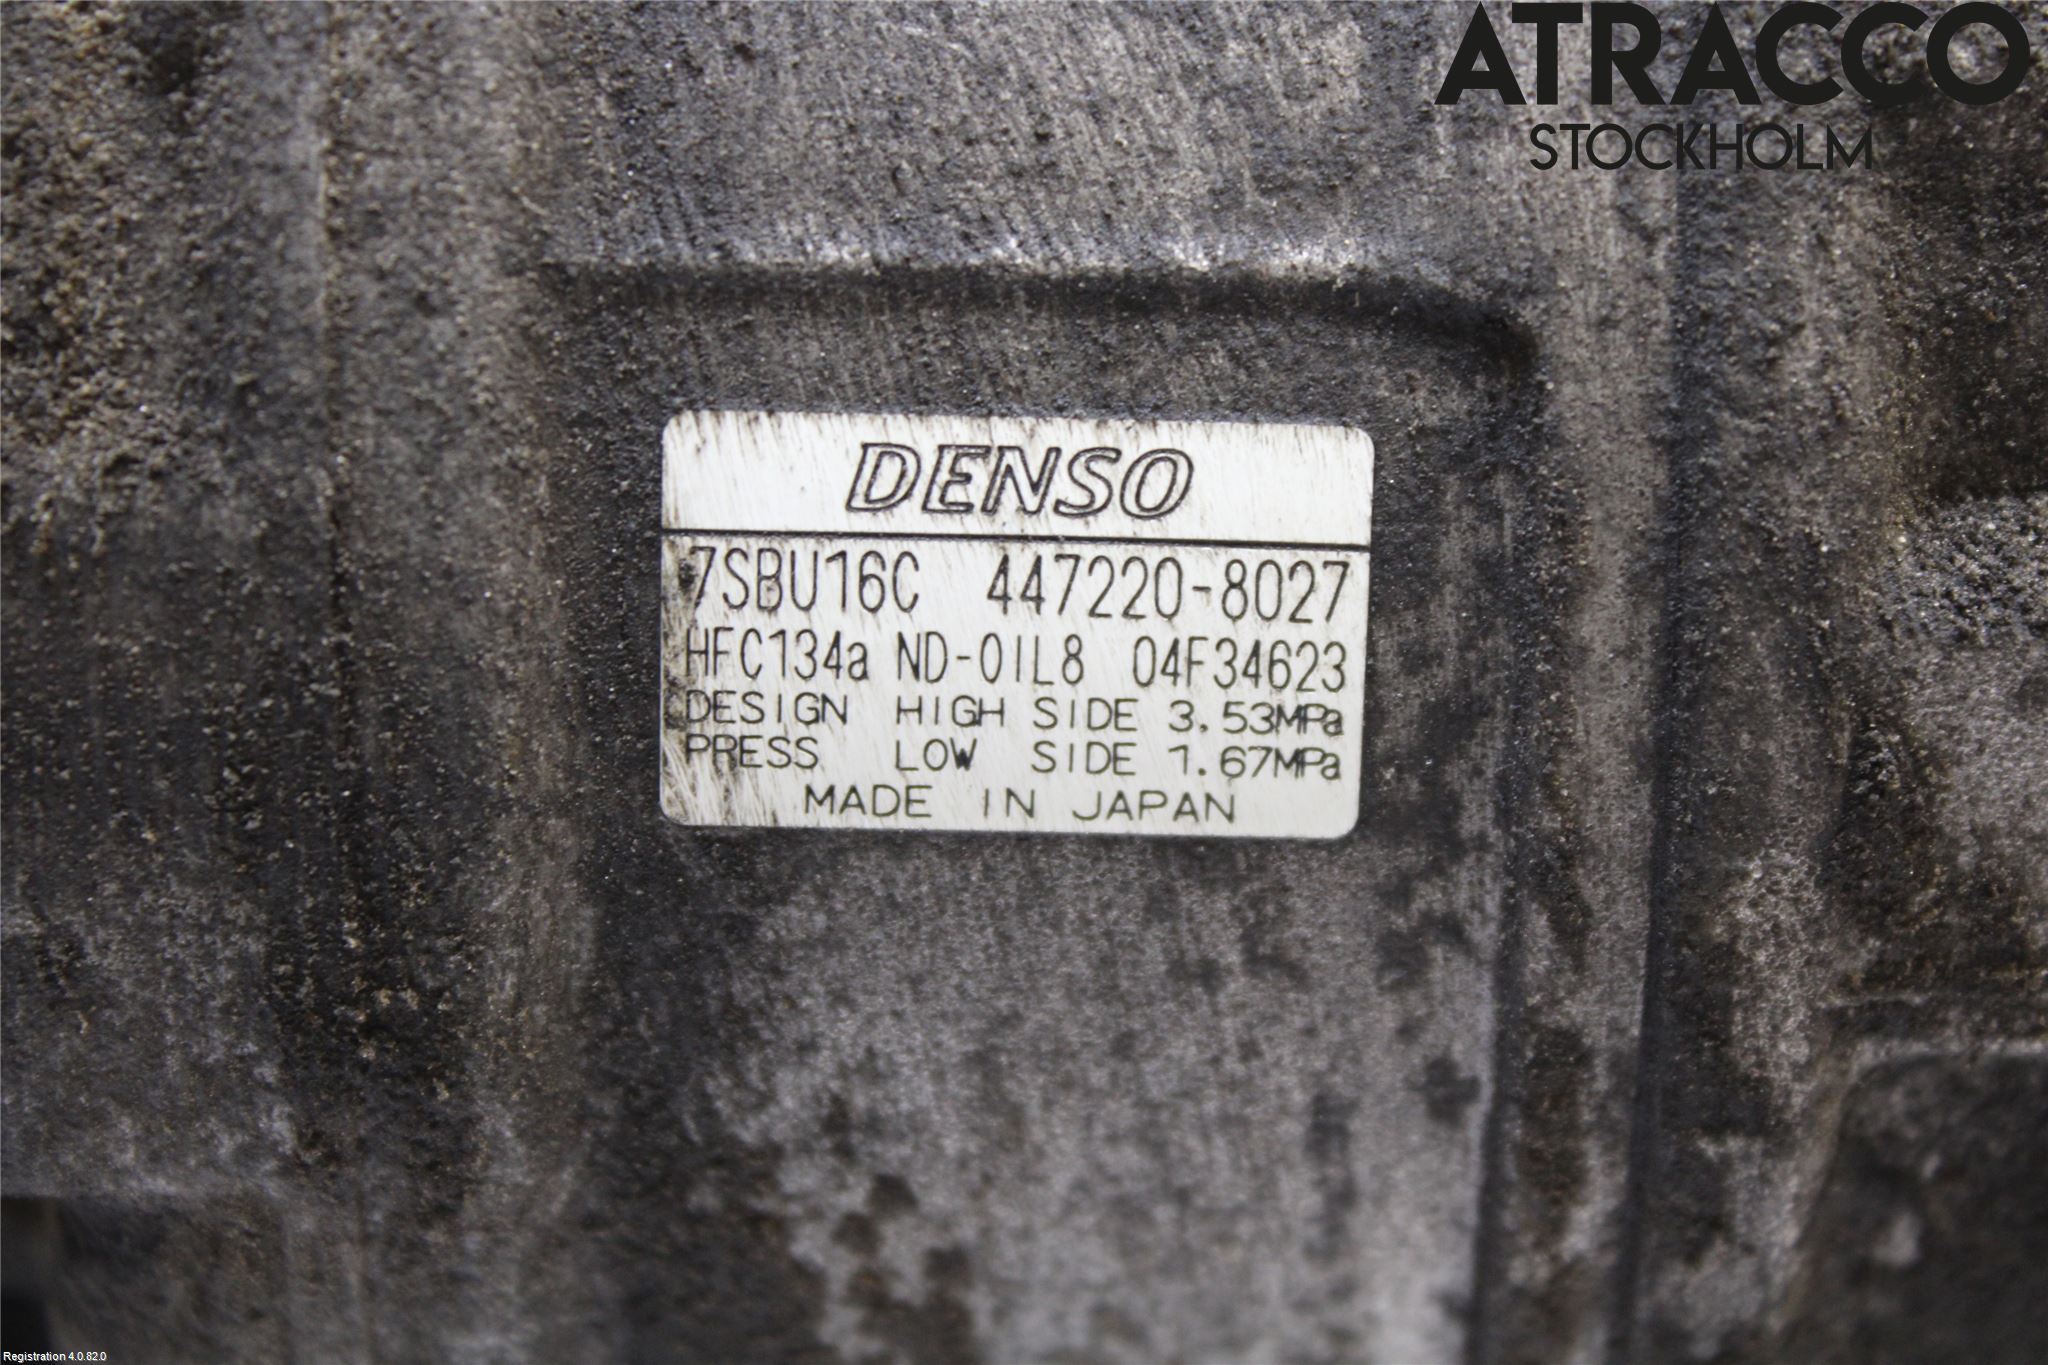 ATRACCO
STOCKHOLM
DENSO
7SBU16C 447220-8027
HFC134a ND-OIL8 04F34623
DESIGN HIGH SIDE 3.53MPa
PRESS LOW SIDE 1.67MPa
MADE IN JAPAN
Registration 4.0.82.0